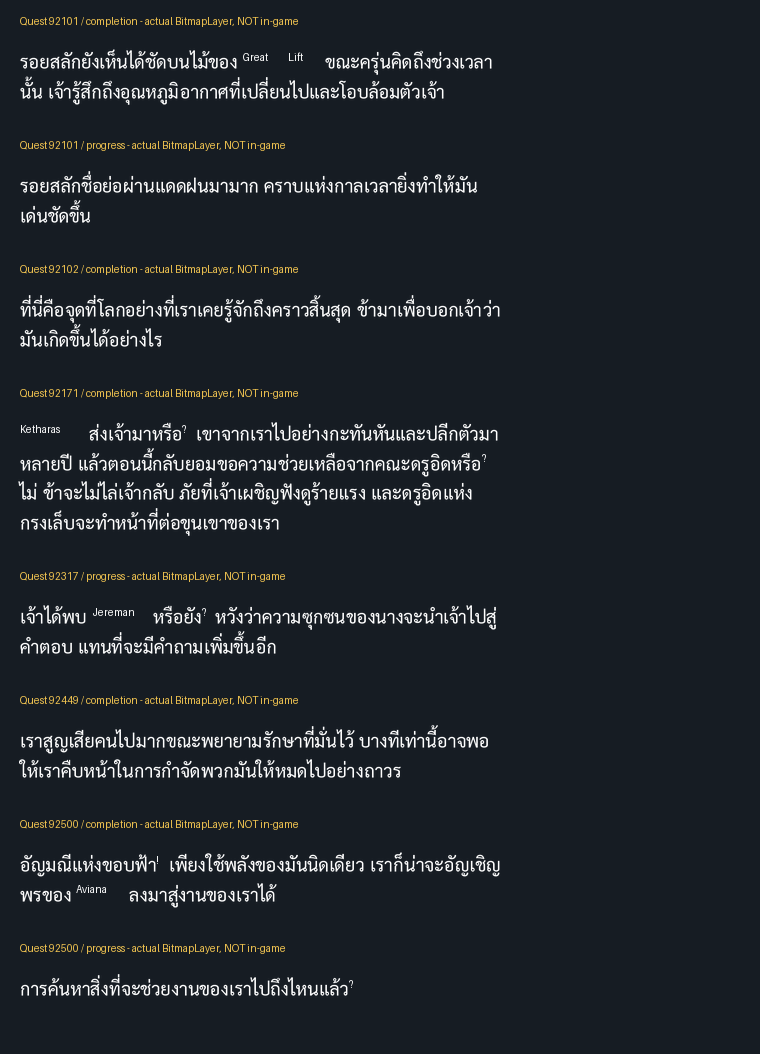 Quest 92101 / completion - actual BitmapLayer, NOT in-game
รอยสลักยังเห็นได้ชัดบนไม้ของ Great Lift ขณะครุ่นคิดถึงช่วงเวลา
นั้น เจ้ารู้สึกถึงอุณหภูมิอากาศที่เปลี่ยนไปและโอบล้อมตัวเจ้า
Quest 92101 / progress - actual BitmapLayer, NOT in-game
รอยสลักชื่อย่อผ่านแดดฝนมามาก คราบแห่งกาลเวลายิ่งทำให้มัน
เด่นชัดขึ้น
Quest 92102 / completion - actual BitmapLayer, NOT in-game
ที่นี่คือจุดที่โลกอย่างที่เราเคยรู้จักถึงคราวสิ้นสุด ข้ามาเพื่อบอกเจ้าว่า
มันเกิดขึ้นได้อย่างไร
Quest 92171 / completion - actual BitmapLayer, NOT in-game
Ketharas ส่งเจ้ามาหรือ? เขาจากเราไปอย่างกะทันหันและปลีกตัวมา
หลายปี แล้วตอนนี้กลับยอมขอความช่วยเหลือจากคณะดรูอิดหรือ?
ไม่ ข้าจะไม่ไล่เจ้ากลับ ภัยที่เจ้าเผชิญฟังดูร้ายแรง และดรูอิดแห่ง
กรงเล็บจะทำหน้าที่ต่อขุนเขาของเรา
Quest 92317 / progress - actual BitmapLayer, NOT in-game
เจ้าได้พบ Jereman หรือยัง? หวังว่าความซุกซนของนางจะนำเจ้าไปสู่
คำตอบ แทนที่จะมีคำถามเพิ่มขึ้นอีก
Quest 92449 / completion - actual BitmapLayer, NOT in-game
เราสูญเสียคนไปมากขณะพยายามรักษาที่มั่นไว้ บางทีเท่านี้อาจพอ
ให้เราคืบหน้าในการกำจัดพวกมันให้หมดไปอย่างถาวร
Quest 92500 / completion - actual BitmapLayer, NOT in-game
อัญมณีแห่งขอบฟ้า! เพียงใช้พลังของมันนิดเดียว เราก็น่าจะอัญเชิญ
พรของ Aviana ลงมาสู่งานของเราได้
Quest 92500 / progress - actual BitmapLayer, NOT in-game
การค้นหาสิ่งที่จะช่วยงานของเราไปถึงไหนแล้ว?